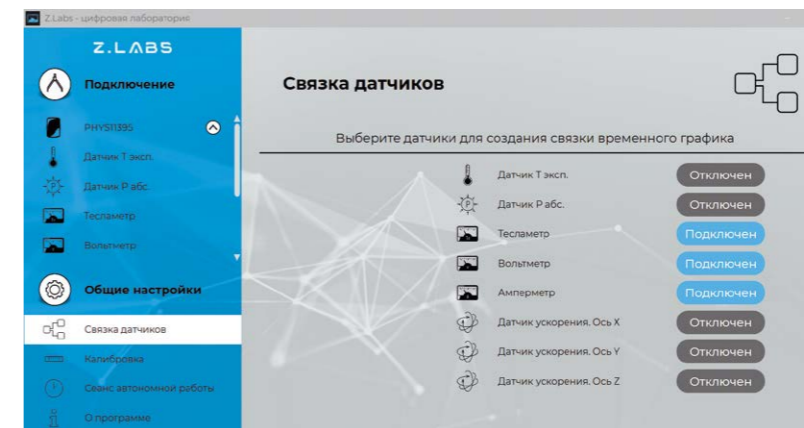 Z.Labs - цифровая лаборатория
Z.LABS
Подключение
PHYS11395
Датчик Т эксп.
Датчик Р абс.
Тесламетр
Вольтметр
Общие настройки
Связка датчиков
Калибровка
Сеанс автономной работы
О программе
Связка датчиков
Выберите датчики для создания связки временного графика
Датчик Т эксп. Отключен
Датчик Р абс. Отключен
Тесламетр Подключен
Вольтметр Подключен
Амперметр Подключен
Датчик ускорения. Ось X Отключен
Датчик ускорения. Ось Y Отключен
Датчик ускорения. Ось Z Отключен